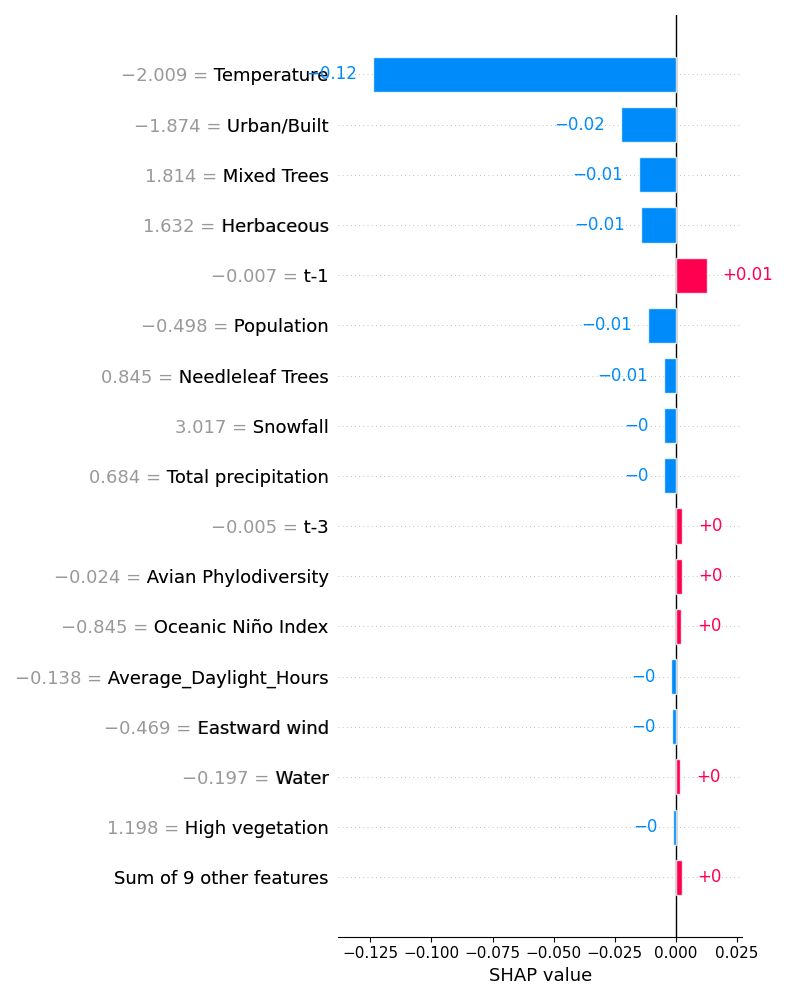 −2.009 = Temperature −0.12
−1.874 = Urban/Built −0.02
1.814 = Mixed Trees −0.01
1.632 = Herbaceous −0.01
−0.007 = t-1 +0.01
−0.498 = Population −0.01
0.845 = Needleleaf Trees −0.01
3.017 = Snowfall −0
0.684 = Total precipitation −0
−0.005 = t-3 +0
−0.024 = Avian Phylodiversity +0
−0.845 = Oceanic Niño Index +0
−0.138 = Average_Daylight_Hours −0
−0.469 = Eastward wind −0
−0.197 = Water +0
1.198 = High vegetation −0
Sum of 9 other features +0
−0.125 −0.100 −0.075 −0.050 −0.025 0.000 0.025
SHAP value